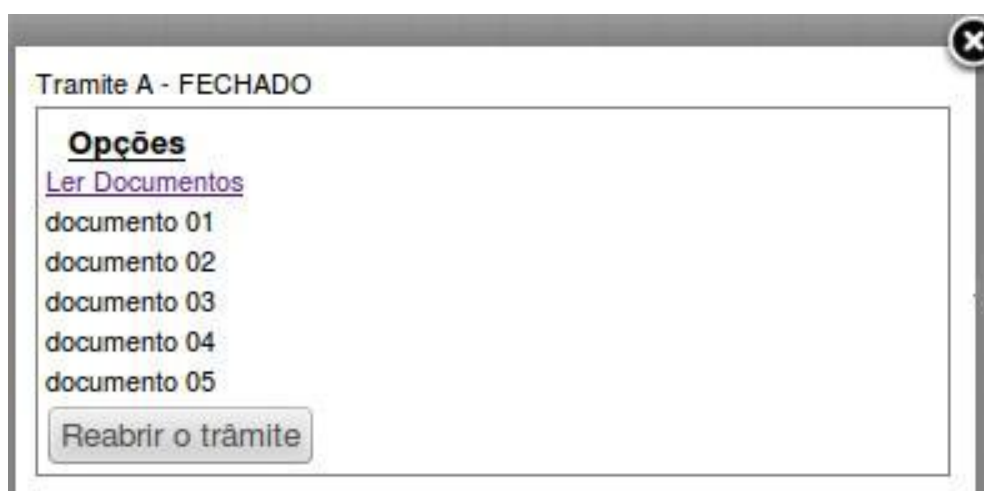 Tramite A - FECHADO
Opções
Ler Documentos
documento 01
documento 02
documento 03
documento 04
documento 05
Reabrir o trâmite